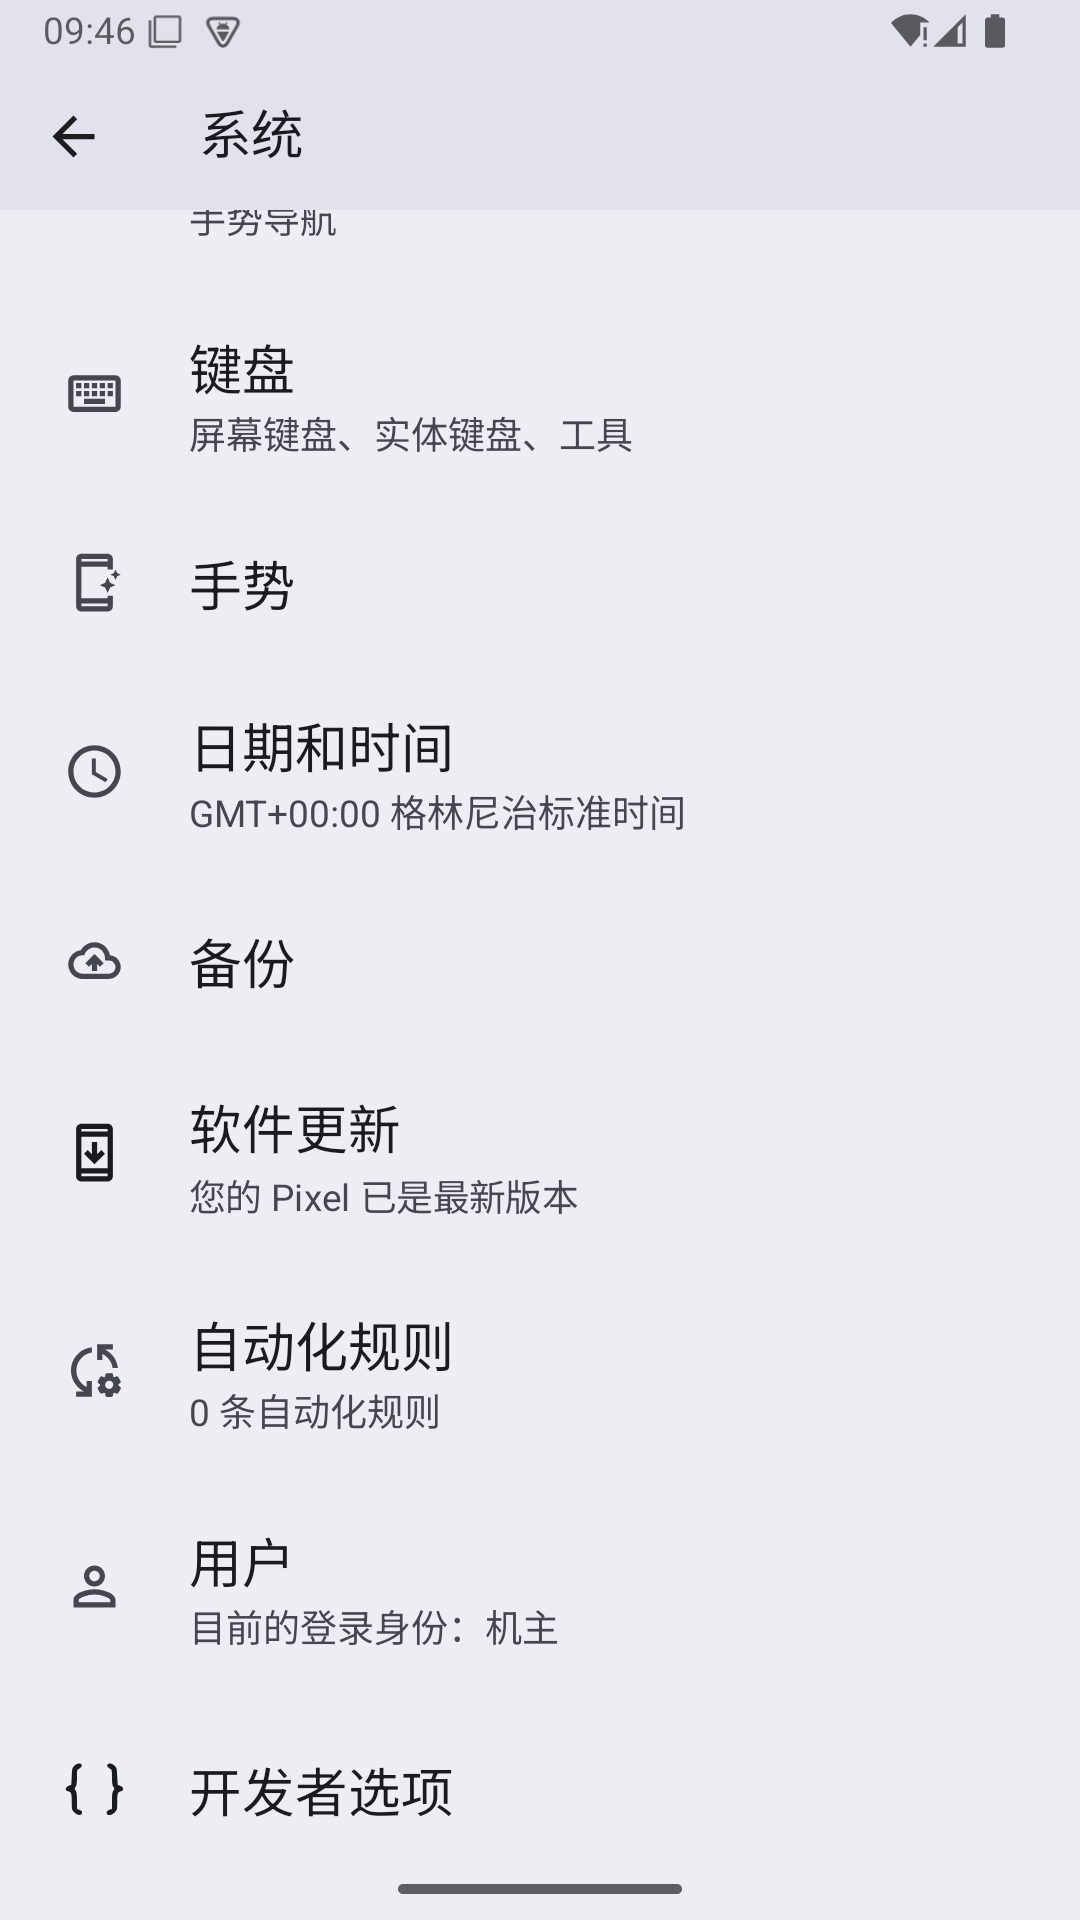 09:46
系统
手势导航
键盘
屏幕键盘、实体键盘、工具
手势
日期和时间
GMT+00:00 格林尼治标准时间
备份
软件更新
您的 Pixel 已是最新版本
自动化规则
0 条自动化规则
用户
目前的登录身份：机主
开发者选项